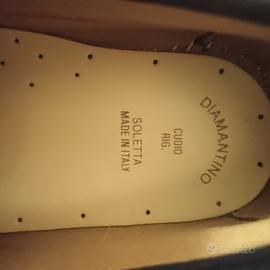 DIAMANTINO
CUOIO
RIG.
SOLETTA
MADE IN ITALY